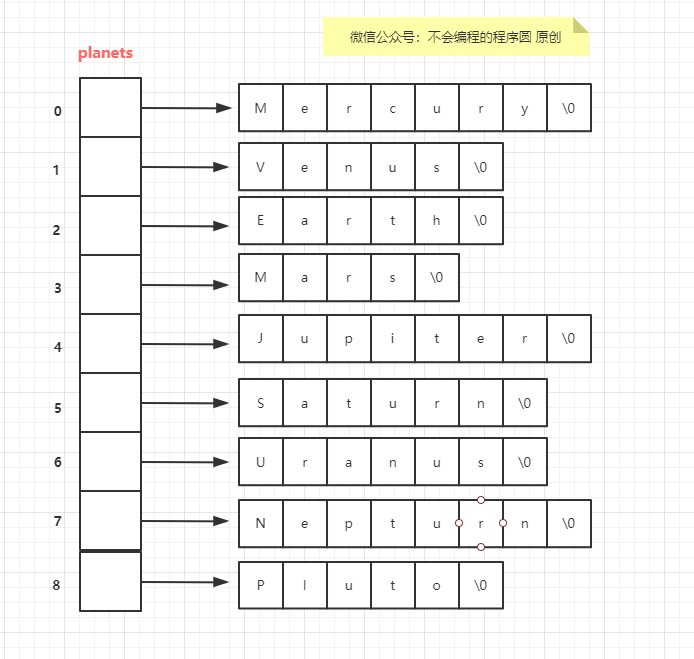 微信公众号：不会编程的程序圆 原创
planets
0 M e r c u r y \0
1 V e n u s \0
2 E a r t h \0
3 M a r s \0
4 J u p i t e r \0
5 S a t u r n \0
6 U r a n u s \0
7 N e p t u r n \0
8 P l u t o \0